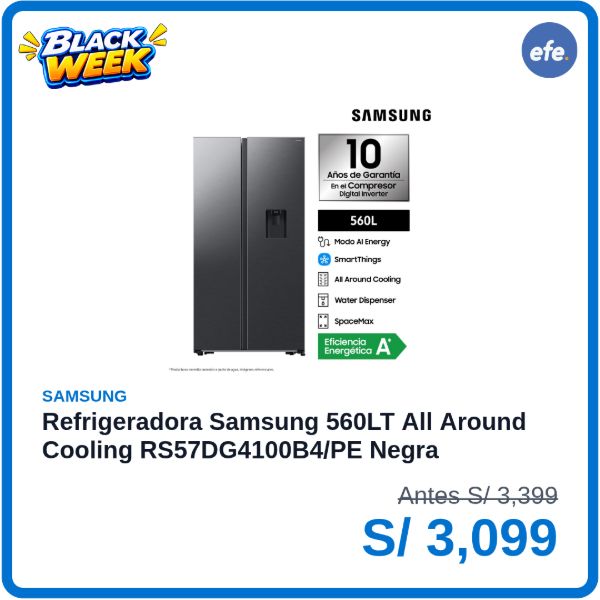 BLACK
WEEK
efe.
SAMSUNG
10
Años de Garantía
En el Compresor
Digital Inverter
560L
Modo AI Energy
SmartThings
All Around Cooling
Water Dispenser
SpaceMax
Eficiencia
Energética A+
SAMSUNG
Refrigeradora Samsung 560LT All Around
Cooling RS57DG4100B4/PE Negra
Antes S/ 3,399
S/ 3,099